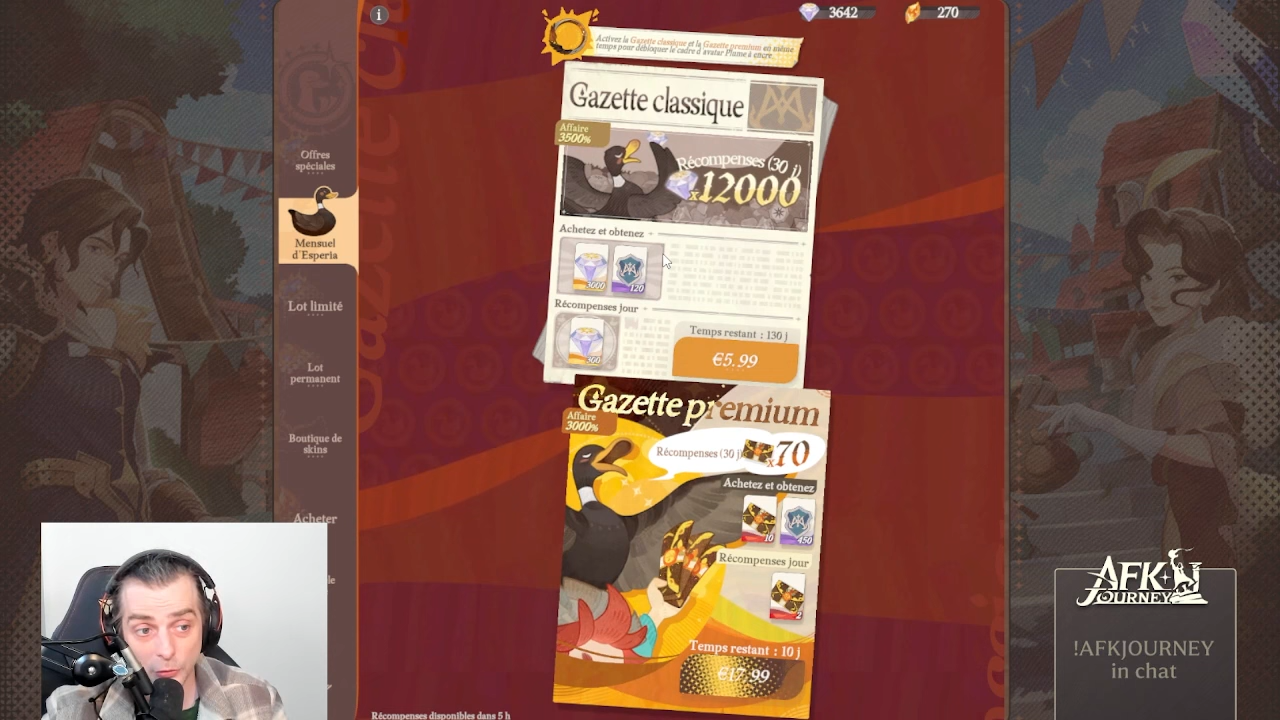 3642
270
Activez la Gazette classique et la Gazette premium en même
temps pour débloquer le cadre d'avatar Plume à encre.
Gazette classique
Affaire
3500%
Récompenses (30 j)
x12000
Achetez et obtenez
3000
120
Récompenses jour
300
Temps restant : 130 j
€5.99
Gazette premium
Affaire
3000%
Récompenses (30 j)
x70
Achetez et obtenez
10
450
Récompenses jour
2
Temps restant : 10 j
€17.99
Récompenses disponibles dans 5 h
Offres
spéciales
Mensuel
d'Esperia
Lot limité
Lot
permanent
Boutique de
skins
Acheter
AFK
JOURNEY
!AFKJOURNEY
in chat